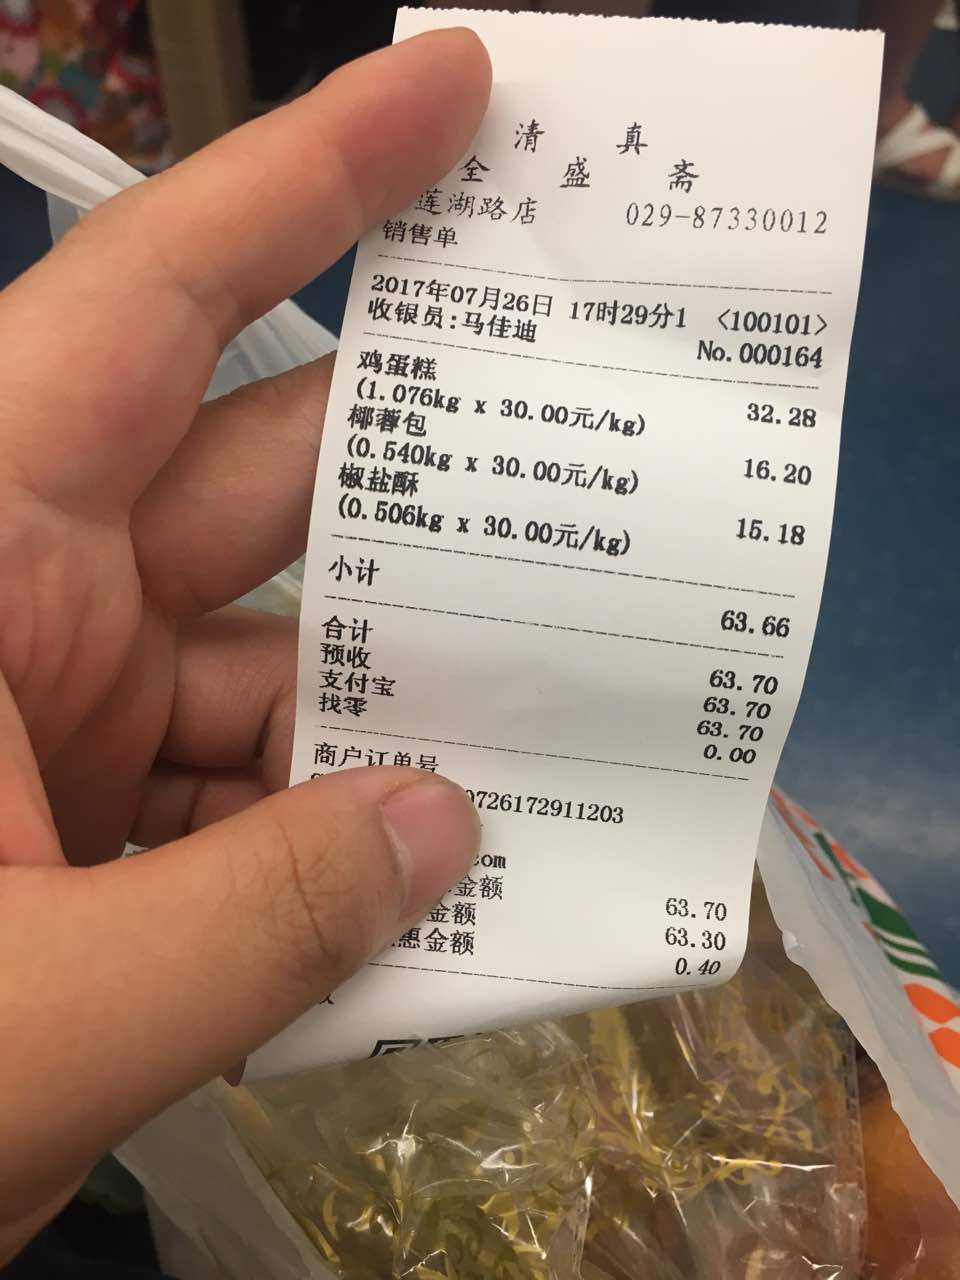 清 真
全 盛 斋
莲湖路店 029-87330012
销售单
2017年07月26日 17时29分1 <100101>
收银员:马佳迪 No.000164
鸡蛋糕
(1.076kg x 30.00元/kg) 32.28
椰蓉包
(0.540kg x 30.00元/kg) 16.20
椒盐酥
(0.506kg x 30.00元/kg) 15.18
小计 63.66
合计 63.70
预收 63.70
支付宝 63.70
找零 0.00
商户订单号
0726172911203
com
金额 63.70
金额 63.30
惠金额 0.40